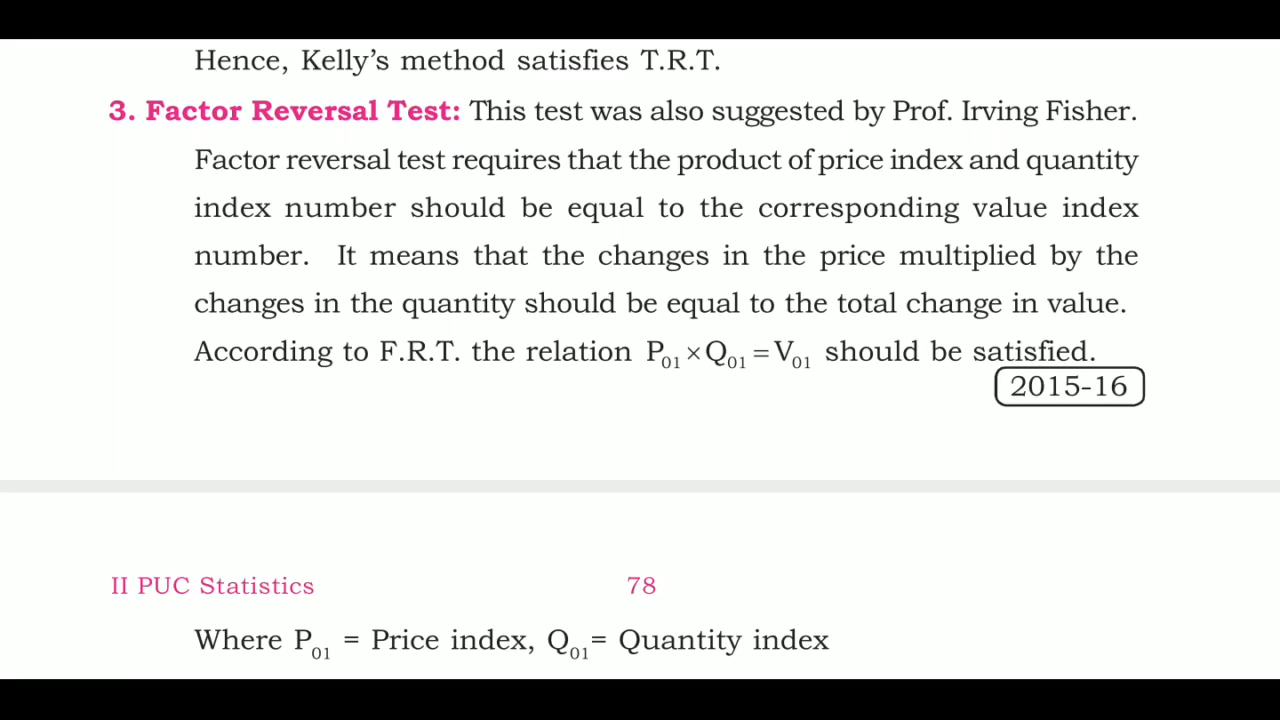 Hence, Kelly’s method satisfies T.R.T.
3. Factor Reversal Test: This test was also suggested by Prof. Irving Fisher.
Factor reversal test requires that the product of price index and quantity
index number should be equal to the corresponding value index
number. It means that the changes in the price multiplied by the
changes in the quantity should be equal to the total change in value.
According to F.R.T. the relation P₀₁ × Q₀₁ = V₀₁ should be satisfied.
2015-16
II PUC Statistics 78
Where P₀₁ = Price index, Q₀₁= Quantity index